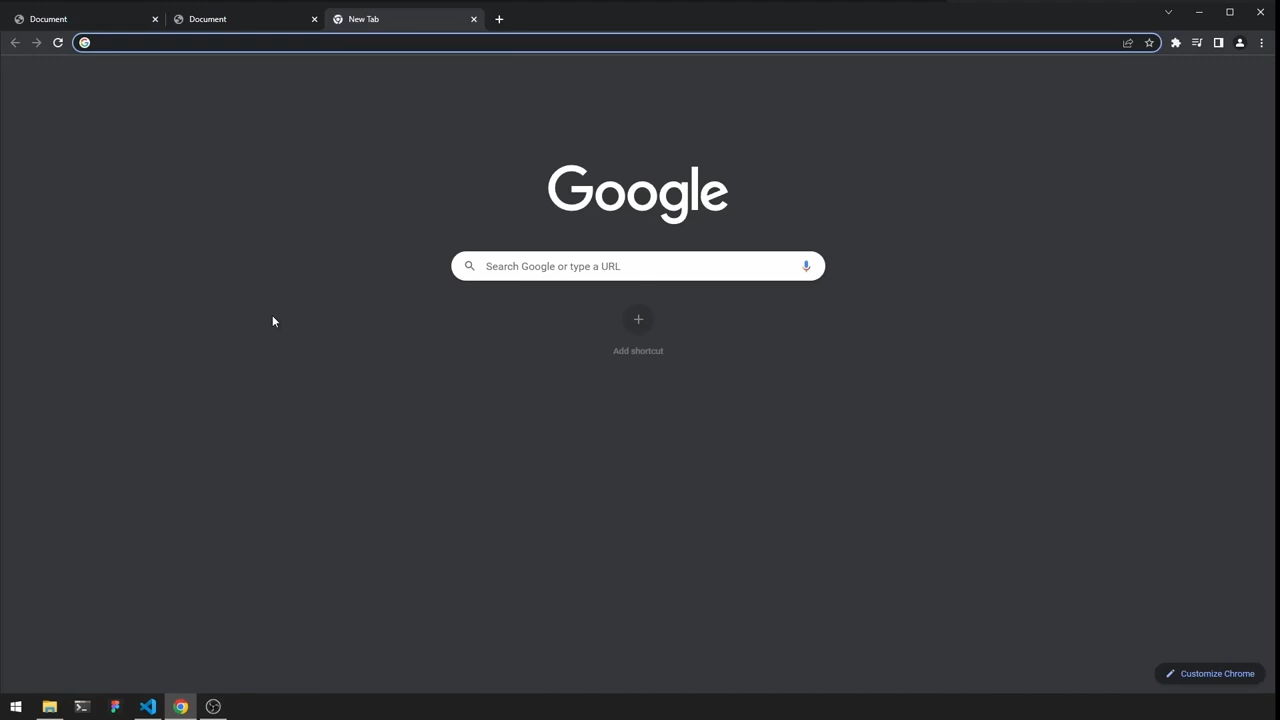 Document
Document
New Tab
Google
Search Google or type a URL
Add shortcut
Customize Chrome